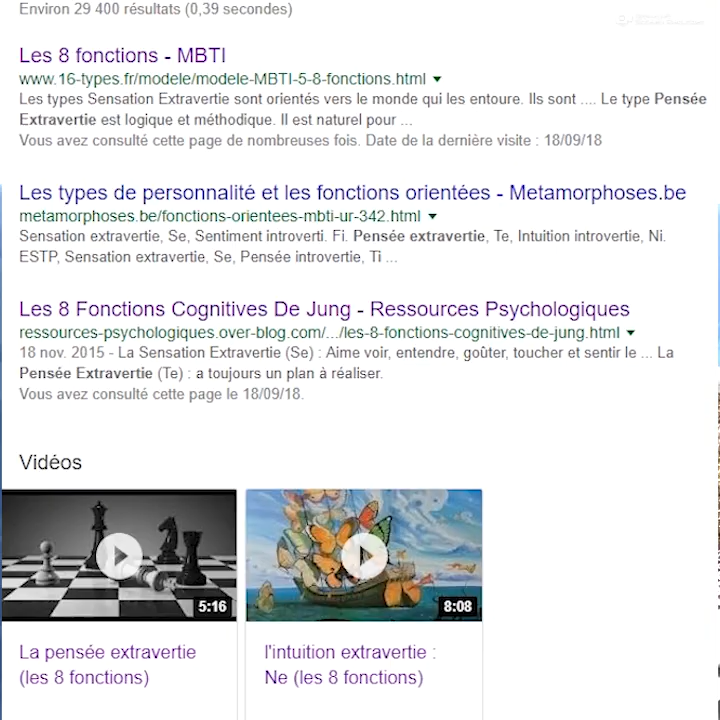 Environ 29 400 résultats (0,39 secondes)
Les 8 fonctions - MBTI
www.16-types.fr/modele/modele-MBTI-5-8-fonctions.html
Les types Sensation Extravertie sont orientés vers le monde qui les entoure. Ils sont .... Le type Pensée
Extravertie est logique et méthodique. Il est naturel pour ...
Vous avez consulté cette page de nombreuses fois. Date de la dernière visite : 18/09/18
Les types de personnalité et les fonctions orientées - Metamorphoses.be
metamorphoses.be/fonctions-orientees-mbti-ur-342.html
Sensation extravertie, Se, Sentiment introverti. Fi. Pensée extravertie, Te, Intuition introvertie, Ni.
ESTP, Sensation extravertie, Se, Pensée introvertie, Ti ...
Les 8 Fonctions Cognitives De Jung - Ressources Psychologiques
ressources-psychologiques.over-blog.com/.../les-8-fonctions-cognitives-de-jung.html
18 nov. 2015 - La Sensation Extravertie (Se) : Aime voir, entendre, goûter, toucher et sentir le ... La
Pensée Extravertie (Te) : a toujours un plan à réaliser.
Vous avez consulté cette page le 18/09/18.
Vidéos
5:16
8:08
La pensée extravertie
(les 8 fonctions)
l'intuition extravertie :
Ne (les 8 fonctions)